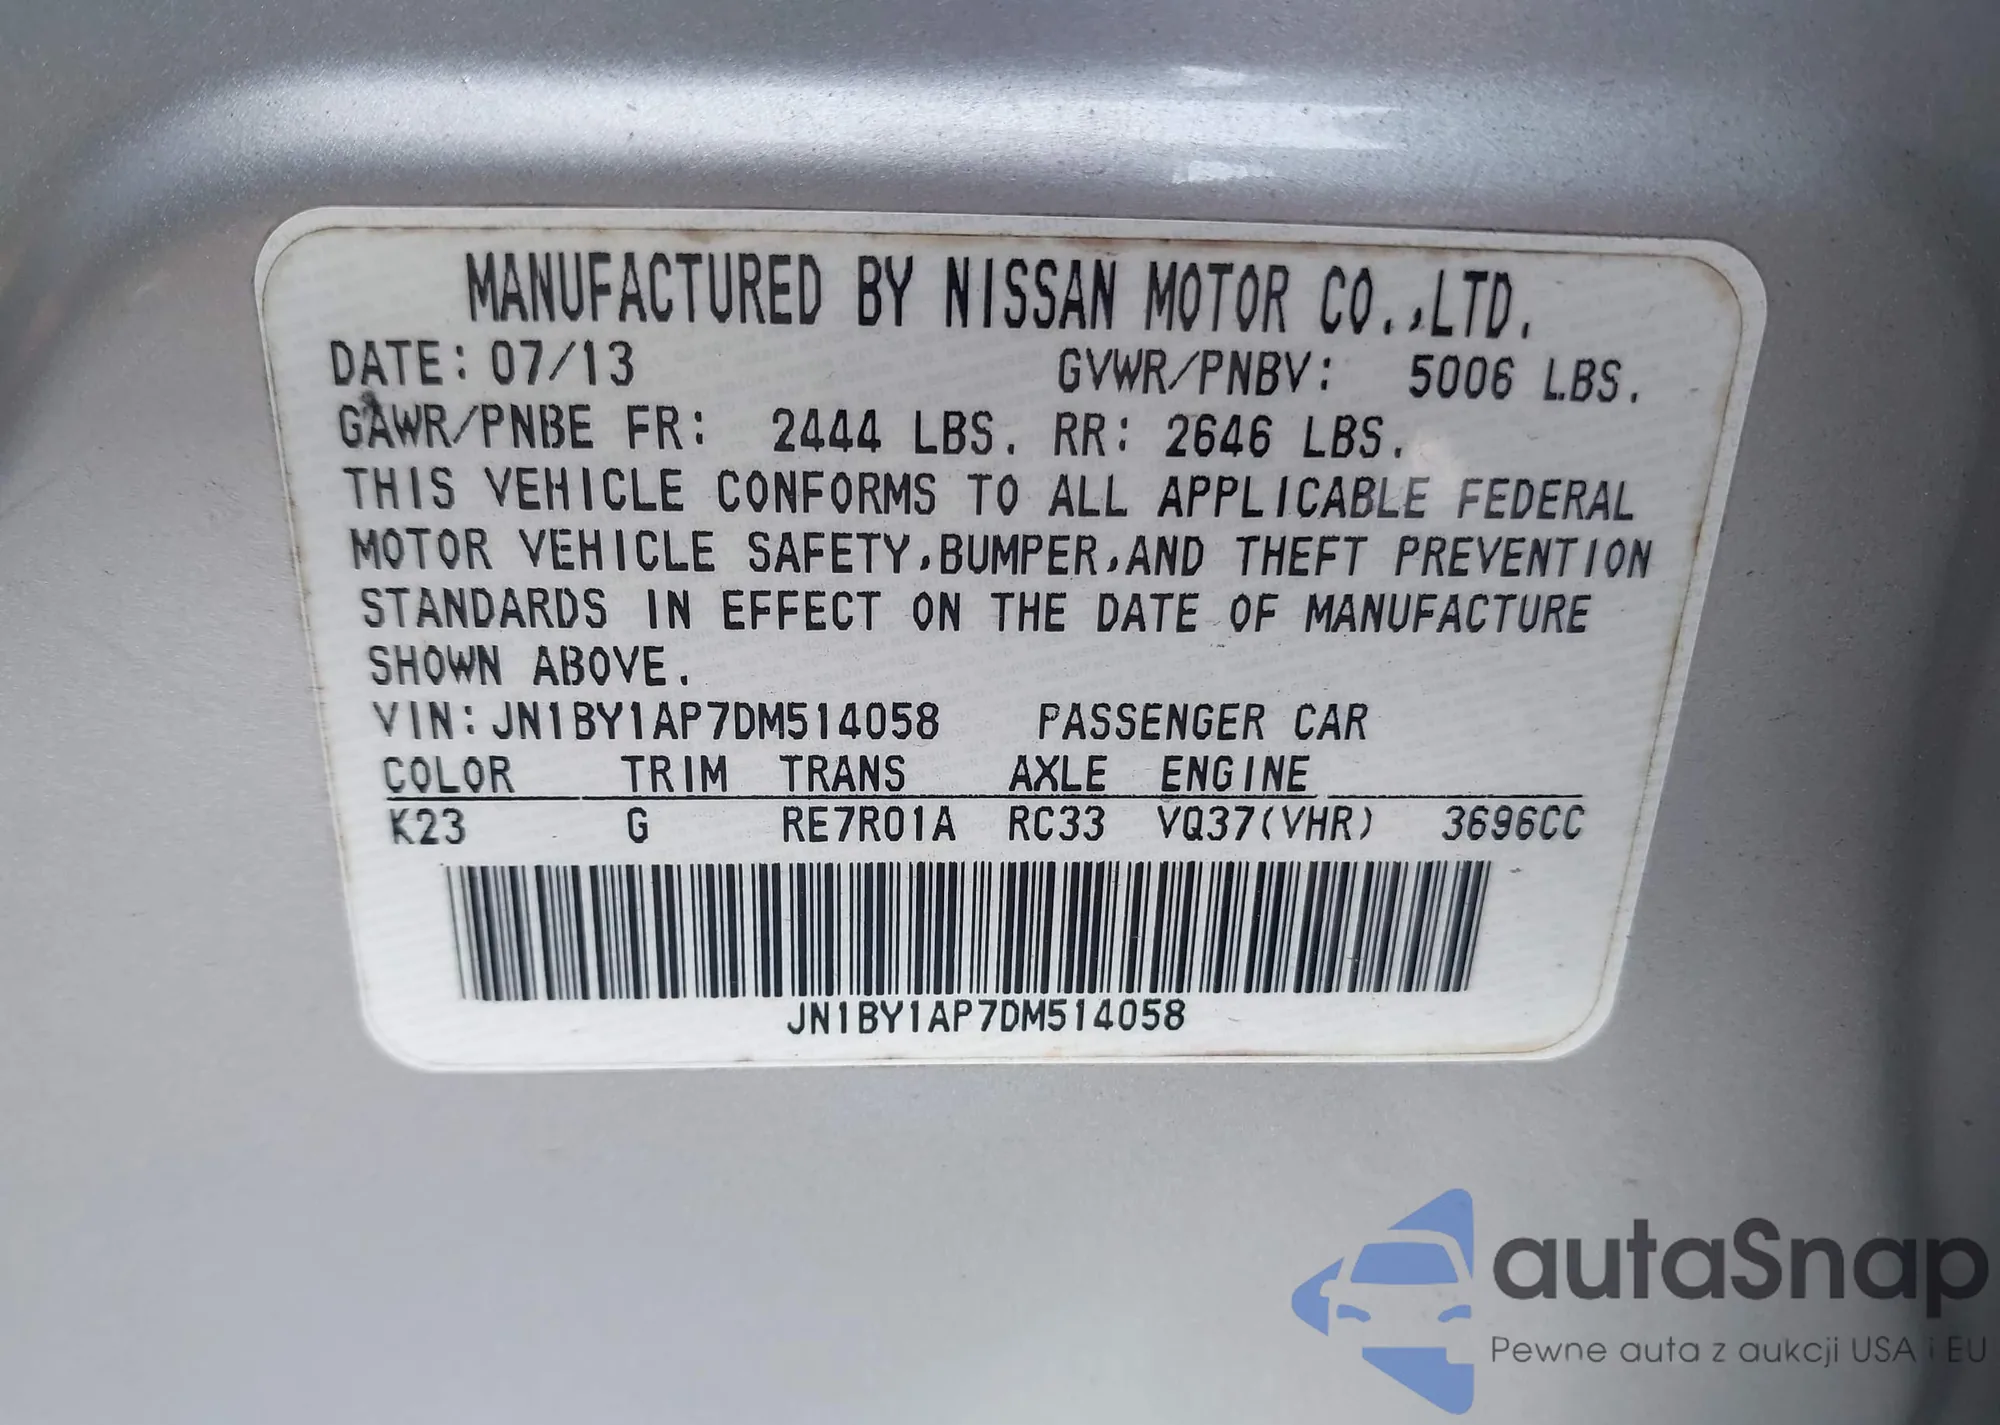 MANUFACTURED BY NISSAN MOTOR CO.,LTD.
DATE: 07/13 GVWR/PNBV: 5006 LBS.
GAWR/PNBE FR: 2444 LBS. RR: 2646 LBS.
THIS VEHICLE CONFORMS TO ALL APPLICABLE FEDERAL
MOTOR VEHICLE SAFETY,BUMPER,AND THEFT PREVENTION
STANDARDS IN EFFECT ON THE DATE OF MANUFACTURE
SHOWN ABOVE.
VIN: JN1BY1AP7DM514058 PASSENGER CAR
COLOR TRIM TRANS AXLE ENGINE
K23 G RE7R01A RC33 VQ37(VHR) 3696CC
JN1BY1AP7DM514058
autaSnap
Pewne auta z aukcji USA i EU